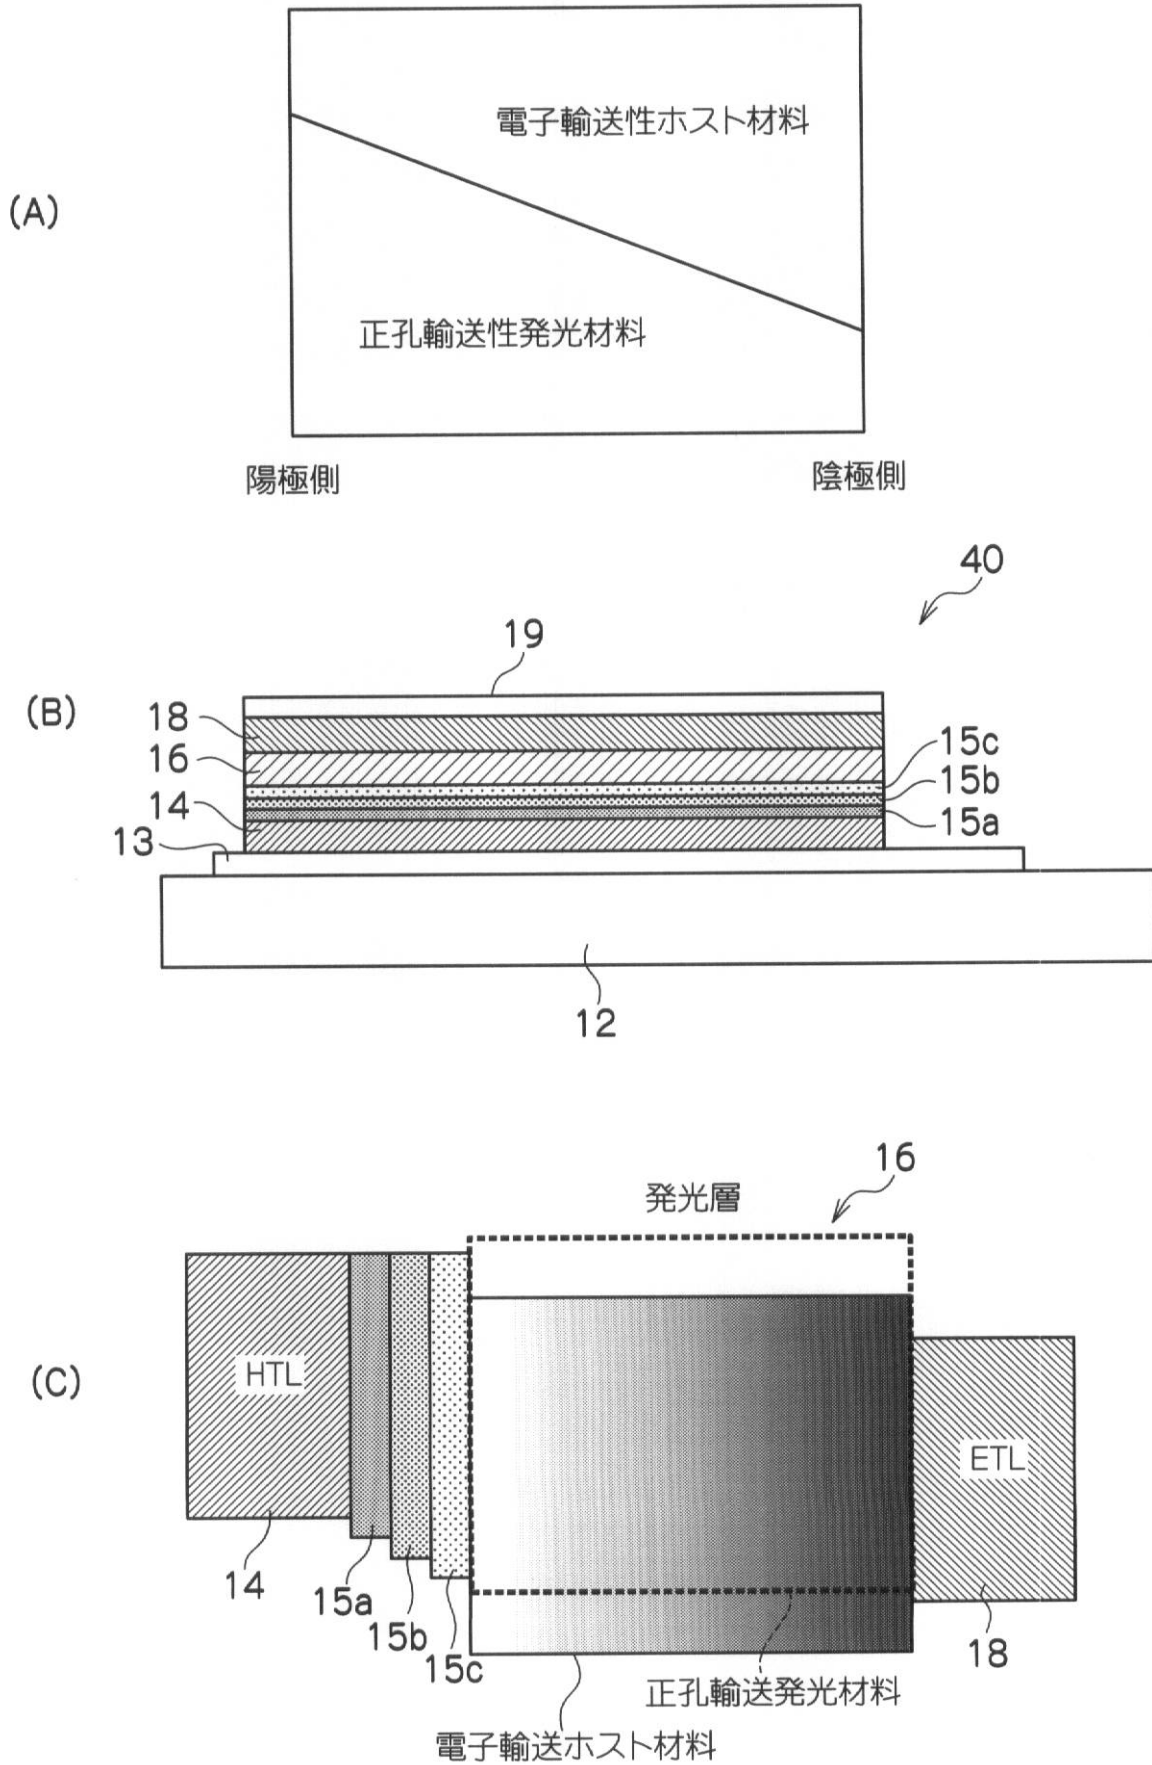 電子輸送性ホスト材料
(A)
正孔輸送性発光材料
陽極側
陰極側
40
19
(B)
18
16
14
13
15c
15b
15a
12
16
発光層
(C)
HTL
ETL
14
15a
15b
15c
18
正孔輸送発光材料
電子輸送ホスト材料